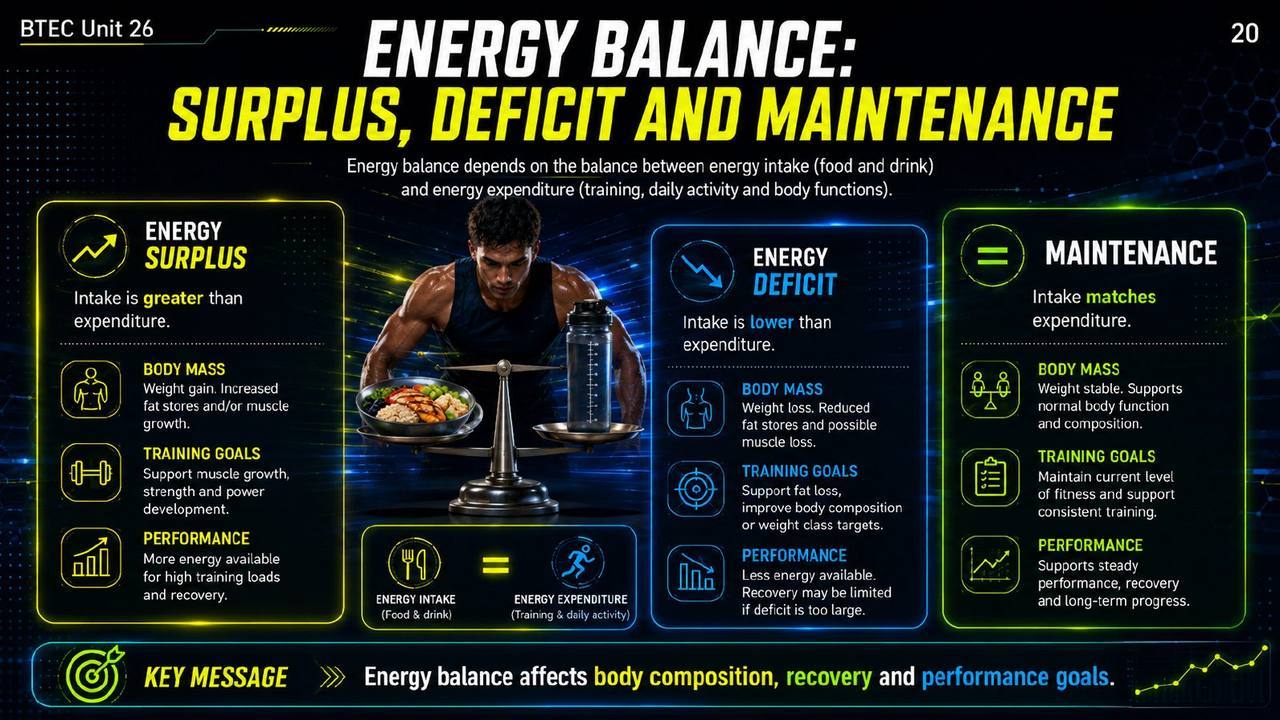 BTEC Unit 26
20
ENERGY BALANCE:
SURPLUS, DEFICIT AND MAINTENANCE
Energy balance depends on the balance between energy intake (food and drink)
and energy expenditure (training, daily activity and body functions).
ENERGY
SURPLUS
Intake is greater than
expenditure.
BODY MASS
Weight gain. Increased
fat stores and/or muscle
growth.
TRAINING GOALS
Support muscle growth,
strength and power
development.
PERFORMANCE
More energy available
for high training loads
and recovery.
=
ENERGY INTAKE
(Food & drink)
ENERGY EXPENDITURE
(Training & daily activity)
ENERGY
DEFICIT
Intake is lower than
expenditure.
BODY MASS
Weight loss. Reduced
fat stores and possible
muscle loss.
TRAINING GOALS
Support fat loss,
improve body composition
or weight class targets.
PERFORMANCE
Less energy available.
Recovery may be limited
if deficit is too large.
=
MAINTENANCE
Intake matches
expenditure.
BODY MASS
Weight stable. Supports
normal body function
and composition.
TRAINING GOALS
Maintain current level
of fitness and support
consistent training.
PERFORMANCE
Supports steady
performance, recovery
and long-term progress.
KEY MESSAGE
Energy balance affects body composition, recovery and performance goals.